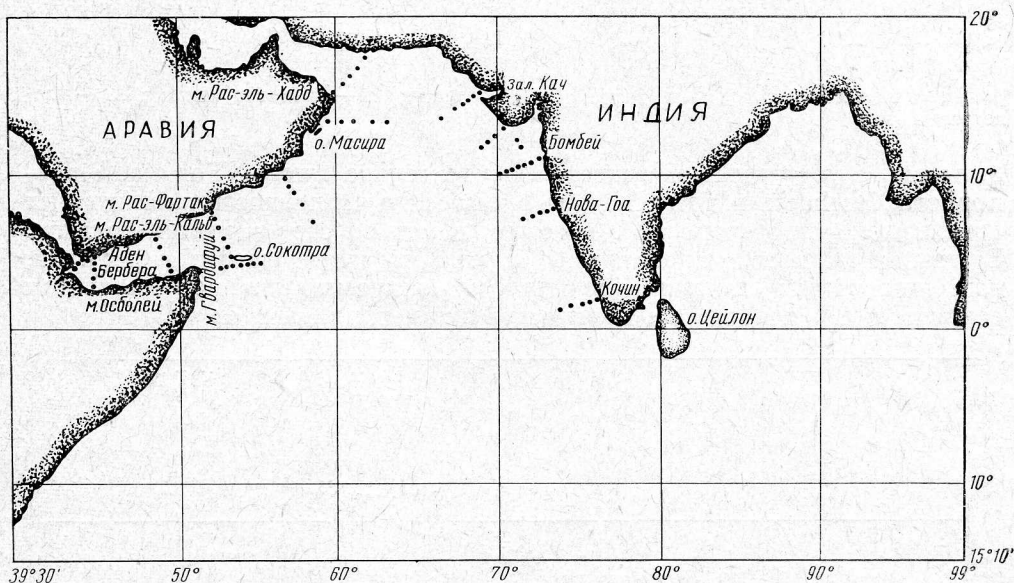 20°
м. Рас-эль-Хадд
Зал. Кач
ИНДИЯ
АРАВИЯ
о. Масира
Бомбей
10°
м. Рас-Фартак
Нова-Гоа
м. Рас-эль-Кальб
Аден
о.Сокотра
Бербера
м. Гвардафуй
Кочин
м.Осболей
о.Цейлон
0°
10°
15°10'
39°30'
50°
60°
70°
80°
90°
99°